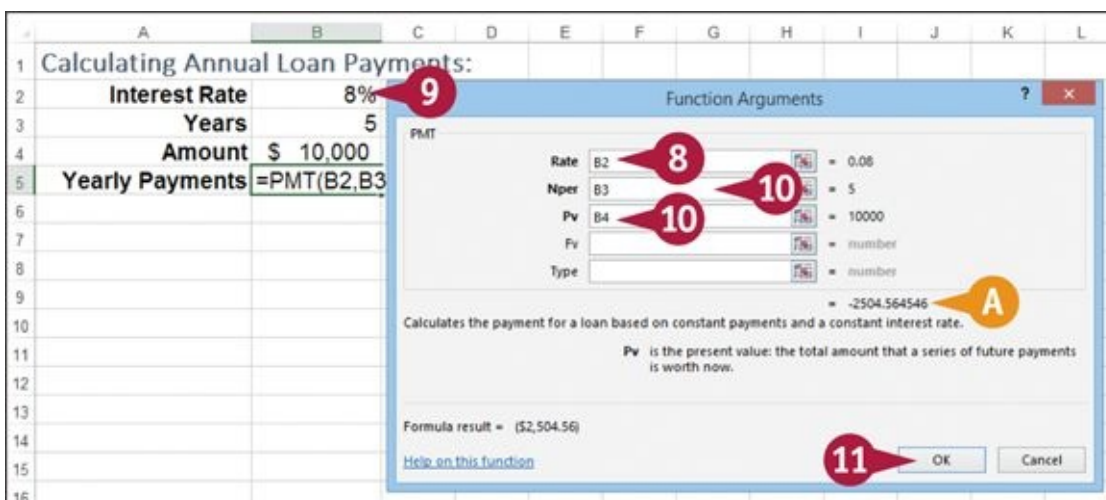 A B C D E F G H I J K L
1 Calculating Annual Loan Payments:
2 Interest Rate 8% 9
3 Years 5
4 Amount $ 10,000
5 Yearly Payments =PMT(B2,B3
6
7
8
9
10
11
12
13
14
15
16
Function Arguments ? ×
PMT
Rate B2 8 = 0.08
Nper B3 10 = 5
Pv B4 10 = 10000
Fv = number
Type = number
= -2504.564546 A
Calculates the payment for a loan based on constant payments and a constant interest rate.
Pv is the present value: the total amount that a series of future payments
is worth now.
Formula result = ($2,504.56)
Help on this function 11 OK Cancel